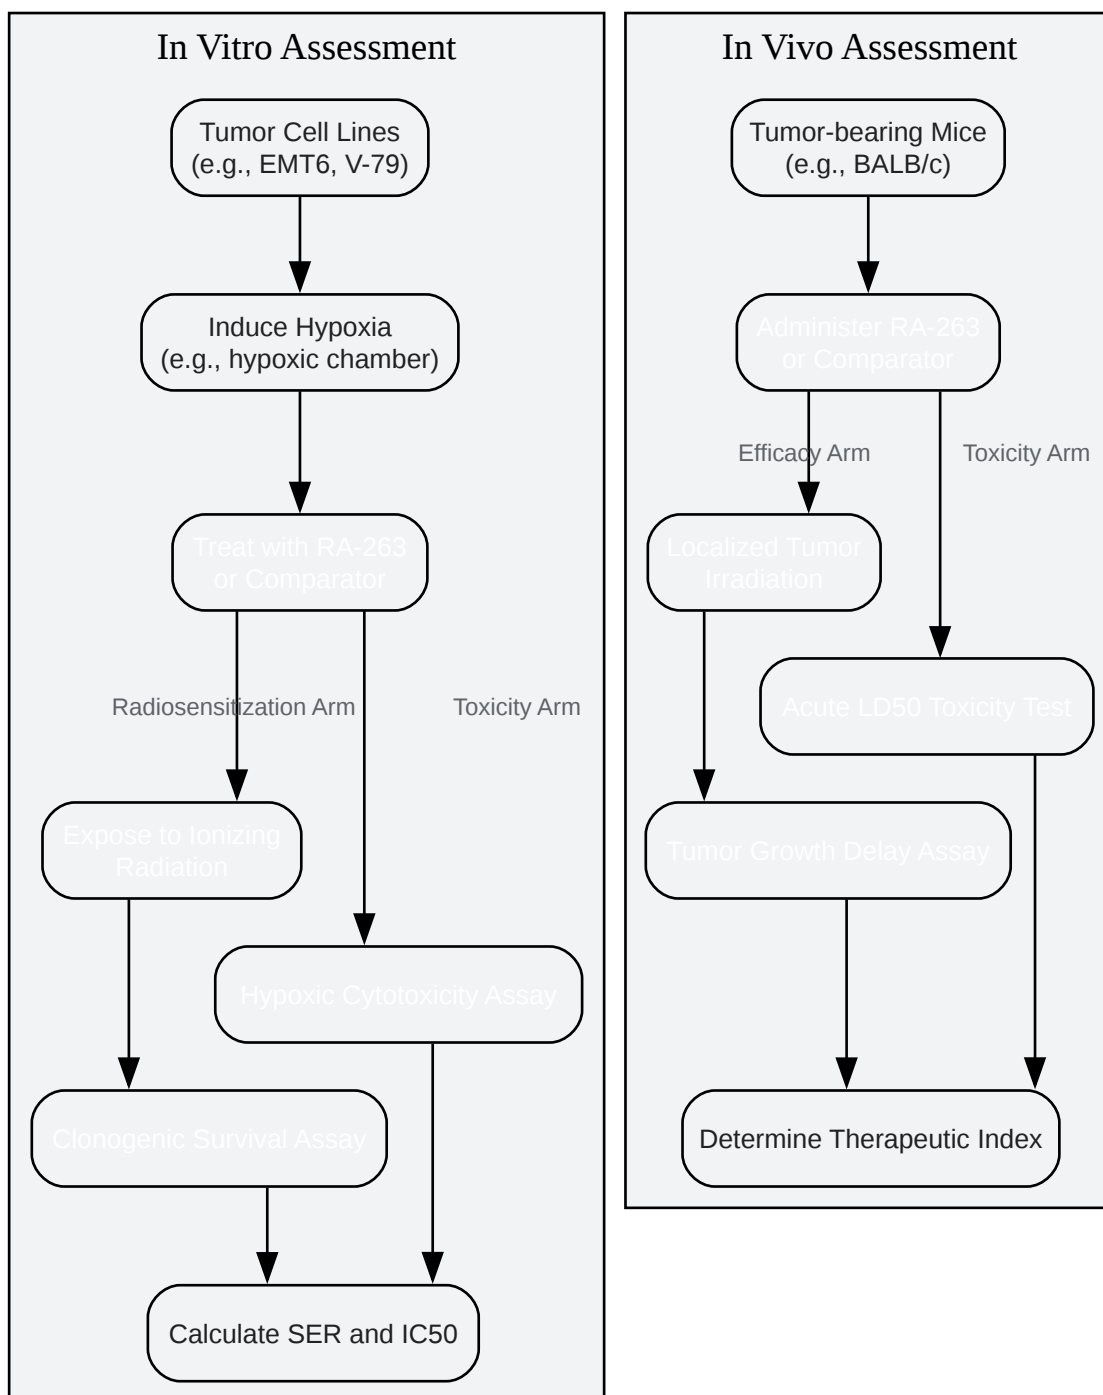 In Vitro Assessment
Tumor Cell Lines
(e.g., EMT6, V-79)
Induce Hypoxia
(e.g., hypoxic chamber)
Treat with RA-263
or Comparator
Radiosensitization Arm
Toxicity Arm
Expose to Ionizing
Radiation
Hypoxic Cytotoxicity Assay
Clonogenic Survival Assay
Calculate SER and IC50
In Vivo Assessment
Tumor-bearing Mice
(e.g., BALB/c)
Administer RA-263
or Comparator
Efficacy Arm
Toxicity Arm
Localized Tumor
Irradiation
Acute LD50 Toxicity Test
Tumor Growth Delay Assay
Determine Therapeutic Index